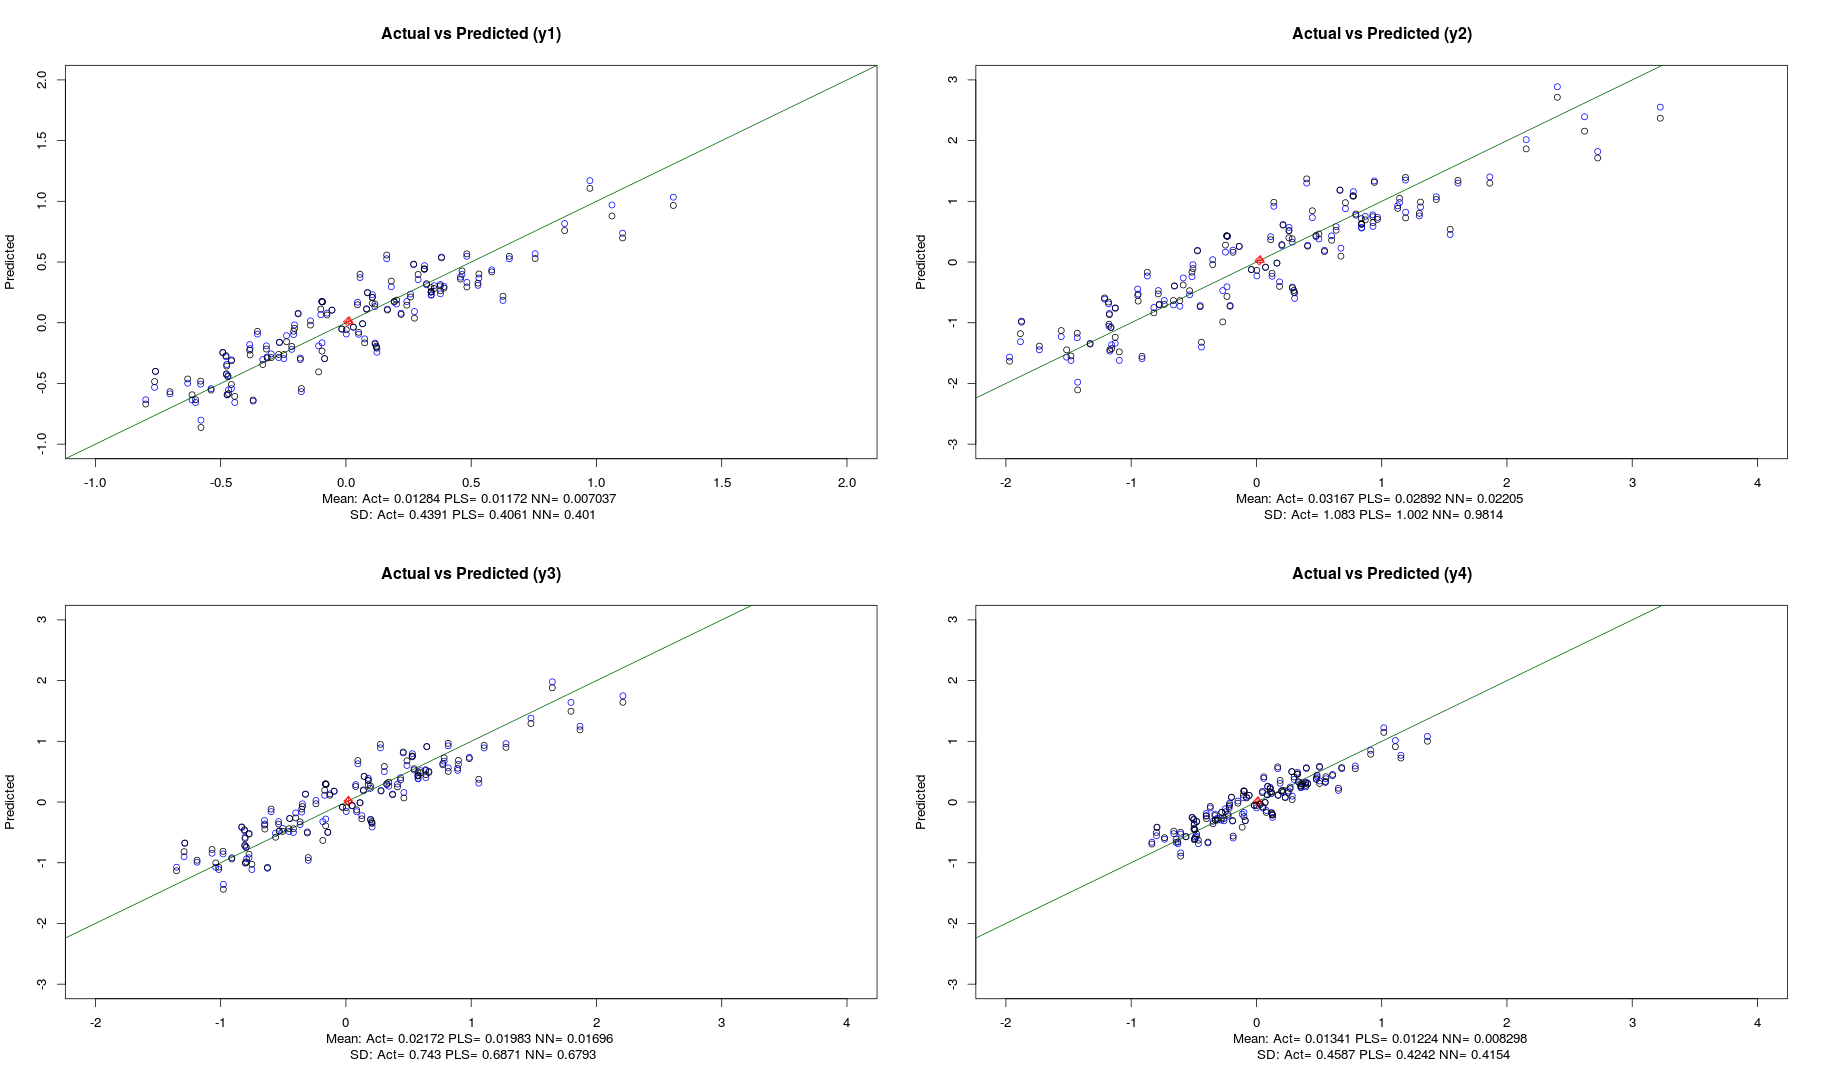 Actual vs Predicted (y1)
Predicted
2.0
1.5
1.0
0.5
0.0
-0.5
-1.0
-1.0 -0.5 0.0 0.5 1.0 1.5 2.0
Mean: Act= 0.01284 PLS= 0.01172 NN= 0.007037
SD: Act= 0.4391 PLS= 0.4061 NN= 0.401
Actual vs Predicted (y2)
Predicted
3
2
1
0
-1
-2
-3
-2 -1 0 1 2 3 4
Mean: Act= 0.03167 PLS= 0.02892 NN= 0.02205
SD: Act= 1.083 PLS= 1.002 NN= 0.9814
Actual vs Predicted (y3)
Predicted
3
2
1
0
-1
-2
-3
-2 -1 0 1 2 3 4
Mean: Act= 0.02172 PLS= 0.01983 NN= 0.01696
SD: Act= 0.743 PLS= 0.6871 NN= 0.6793
Actual vs Predicted (y4)
Predicted
3
2
1
0
-1
-2
-3
-2 -1 0 1 2 3 4
Mean: Act= 0.01341 PLS= 0.01224 NN= 0.008298
SD: Act= 0.4587 PLS= 0.4242 NN= 0.4154